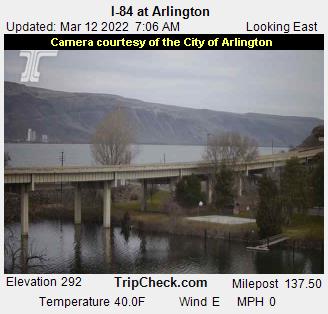 I-84 at Arlington
Updated: Mar 12 2022 7:06 AM Looking East
Camera courtesy of the City of Arlington
Elevation 292 TripCheck.com Milepost 137.50
Temperature 40.0F Wind E MPH 0